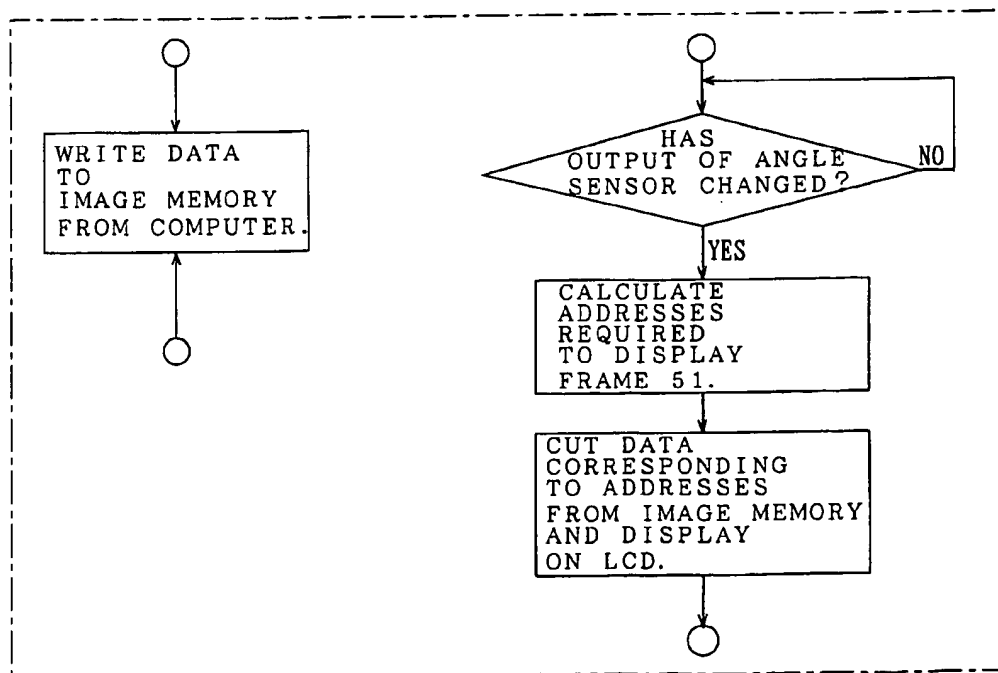 WRITE DATA
TO
IMAGE MEMORY
FROM COMPUTER.
HAS
OUTPUT OF ANGLE
SENSOR CHANGED?
NO
YES
CALCULATE
ADDRESSES
REQUIRED
TO DISPLAY
FRAME 51.
CUT DATA
CORRESPONDING
TO ADDRESSES
FROM IMAGE MEMORY
AND DISPLAY
ON LCD.